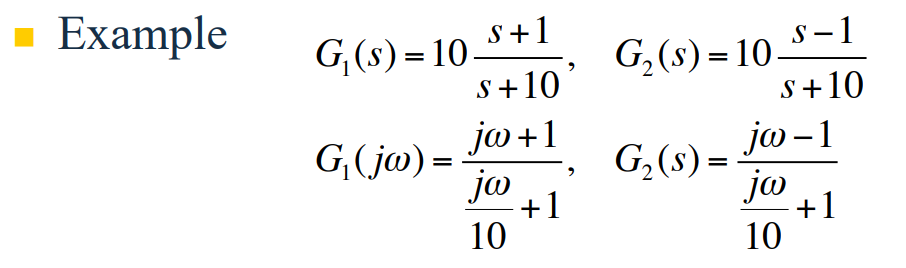 Example
G₁(s) = 10 (s+1)/(s+10), G₂(s) = 10 (s−1)/(s+10)
G₁(jω) = (jω+1)/(jω/10 +1), G₂(s) = (jω−1)/(jω/10 +1)